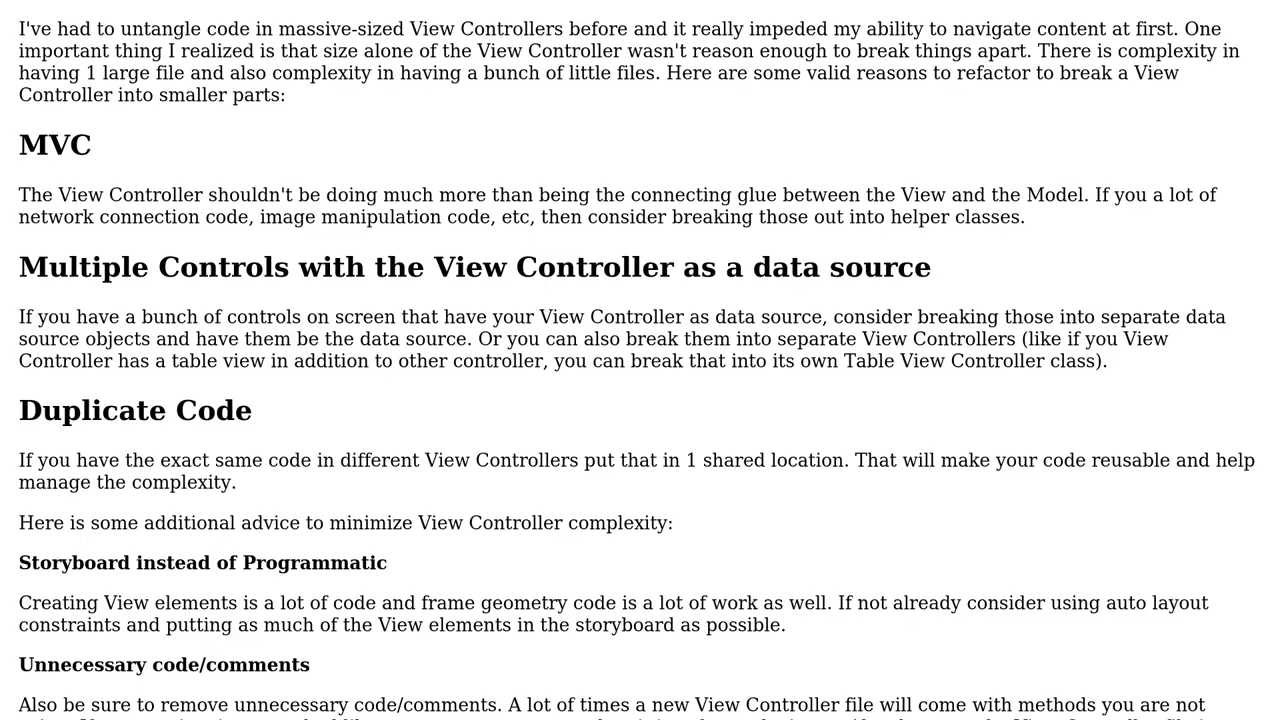 I've had to untangle code in massive-sized View Controllers before and it really impeded my ability to navigate content at first. One
important thing I realized is that size alone of the View Controller wasn't reason enough to break things apart. There is complexity in
having 1 large file and also complexity in having a bunch of little files. Here are some valid reasons to refactor to break a View
Controller into smaller parts:
MVC
The View Controller shouldn't be doing much more than being the connecting glue between the View and the Model. If you a lot of
network connection code, image manipulation code, etc, then consider breaking those out into helper classes.
Multiple Controls with the View Controller as a data source
If you have a bunch of controls on screen that have your View Controller as data source, consider breaking those into separate data
source objects and have them be the data source. Or you can also break them into separate View Controllers (like if you View
Controller has a table view in addition to other controller, you can break that into its own Table View Controller class).
Duplicate Code
If you have the exact same code in different View Controllers put that in 1 shared location. That will make your code reusable and help
manage the complexity.
Here is some additional advice to minimize View Controller complexity:
Storyboard instead of Programmatic
Creating View elements is a lot of code and frame geometry code is a lot of work as well. If not already consider using auto layout
constraints and putting as much of the View elements in the storyboard as possible.
Unnecessary code/comments
Also be sure to remove unnecessary code/comments. A lot of times a new View Controller file will come with methods you are not